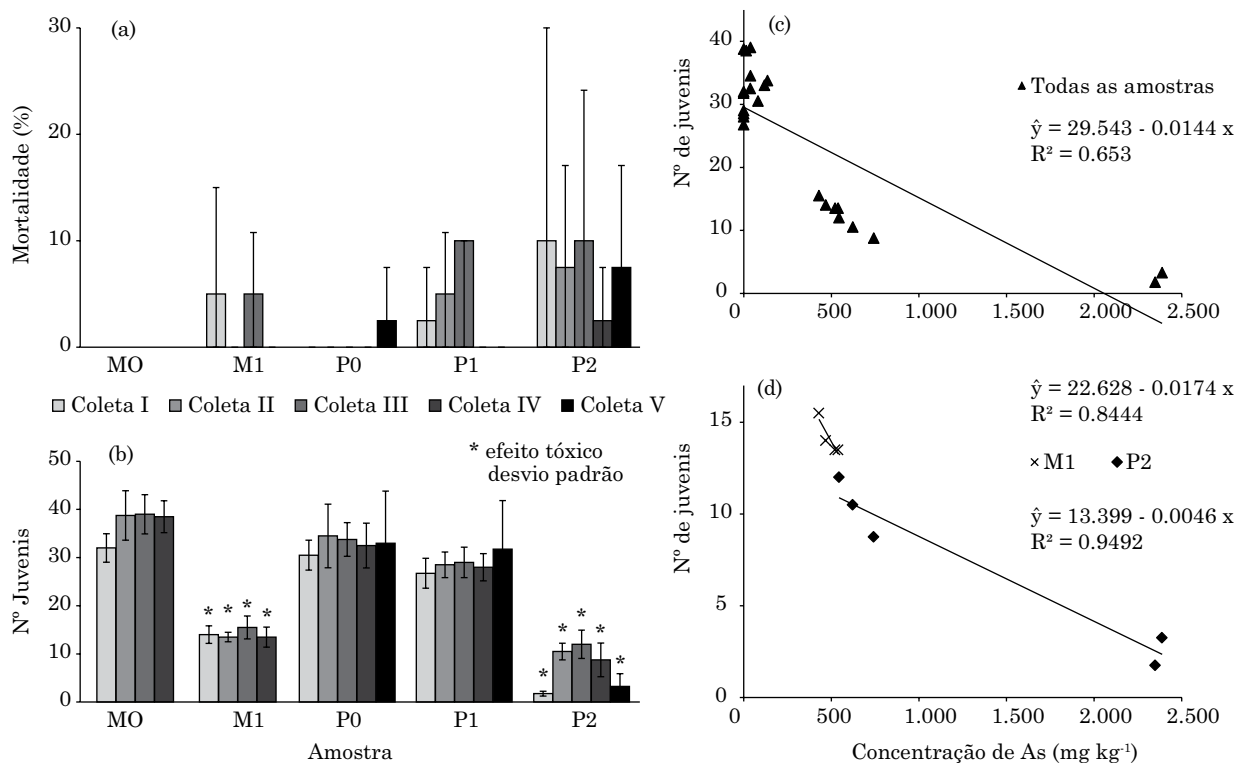 (a)
Mortalidade (%)
30
20
10
0
MO M1 P0 P1 P2
Coleta I Coleta II Coleta III Coleta IV Coleta V
(b)
* efeito tóxico
desvio padrão
Nº Juvenis
50
40
30
20
10
0
* * * *
* * * * *
MO M1 P0 P1 P2
Amostra
(c)
Nº de juvenis
40
30
20
10
0
Todas as amostras
ŷ = 29.543 - 0.0144 x
R² = 0.653
0 500 1.000 1.500 2.000 2.500
(d)
Nº de juvenis
15
10
5
0
ŷ = 22.628 - 0.0174 x
R² = 0.8444
M1 P2
ŷ = 13.399 - 0.0046 x
R² = 0.9492
0 500 1.000 1.500 2.000 2.500
Concentração de As (mg kg⁻¹)